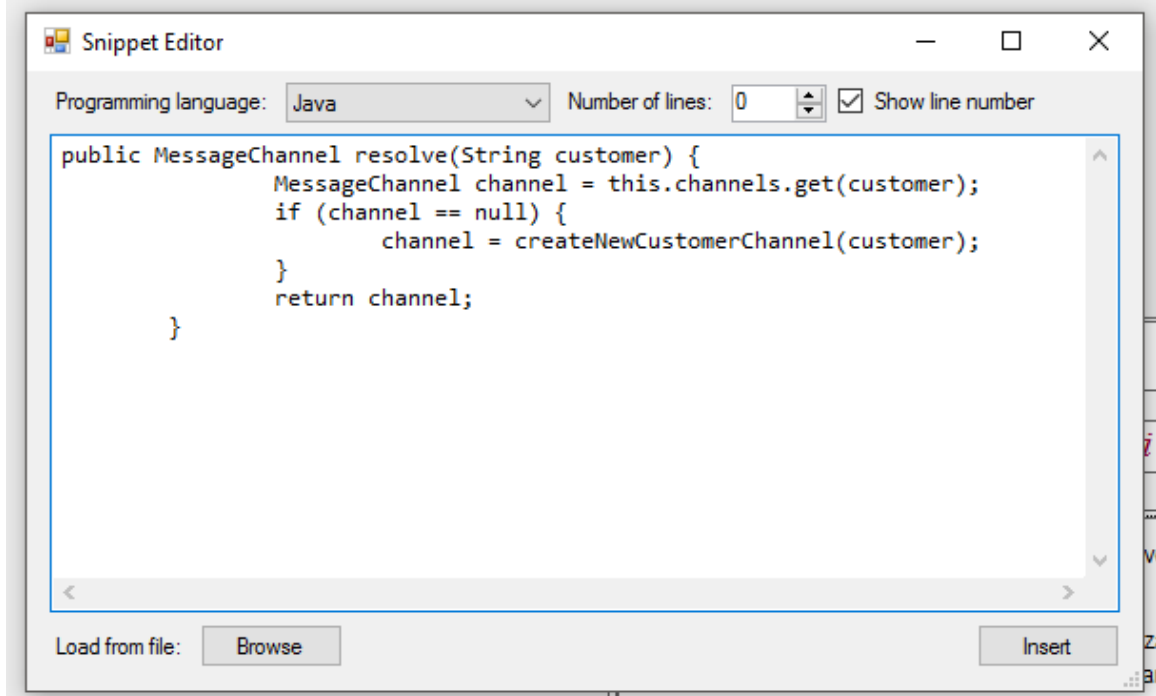 Snippet Editor
Programming language: Java Number of lines: 0 Show line number
public MessageChannel resolve(String customer) {
MessageChannel channel = this.channels.get(customer);
if (channel == null) {
channel = createNewCustomerChannel(customer);
}
return channel;
}
Load from file: Browse Insert